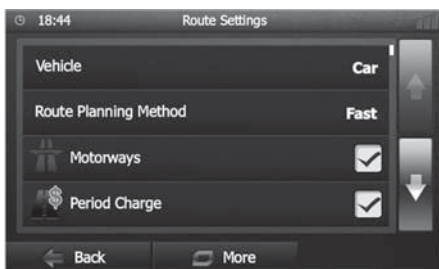 18:44 Route Settings
Vehicle Car
Route Planning Method Fast
Motorways
Period Charge
Back More